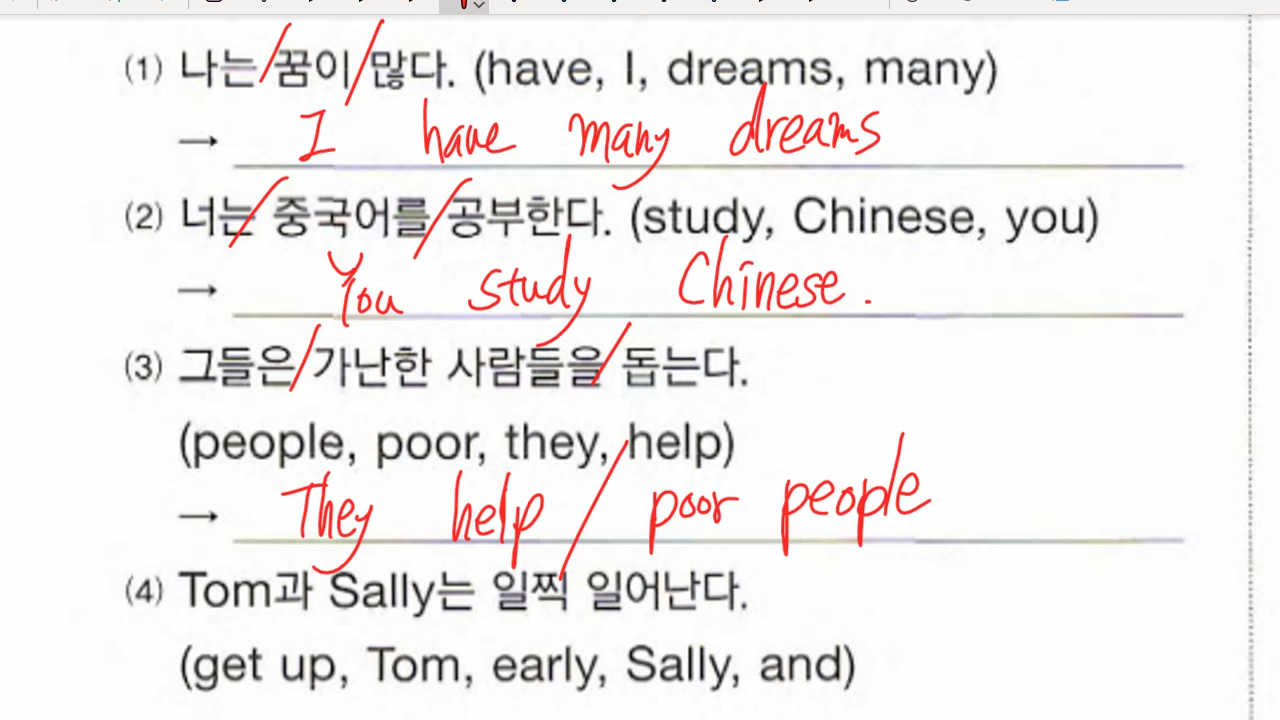 (1) 나는 꿈이 많다. (have, I, dreams, many)
→ I have many dreams
(2) 너는 중국어를 공부한다. (study, Chinese, you)
→ You study Chinese.
(3) 그들은 가난한 사람들을 돕는다.
(people, poor, they, help)
→ They help poor people
(4) Tom과 Sally는 일찍 일어난다.
(get up, Tom, early, Sally, and)